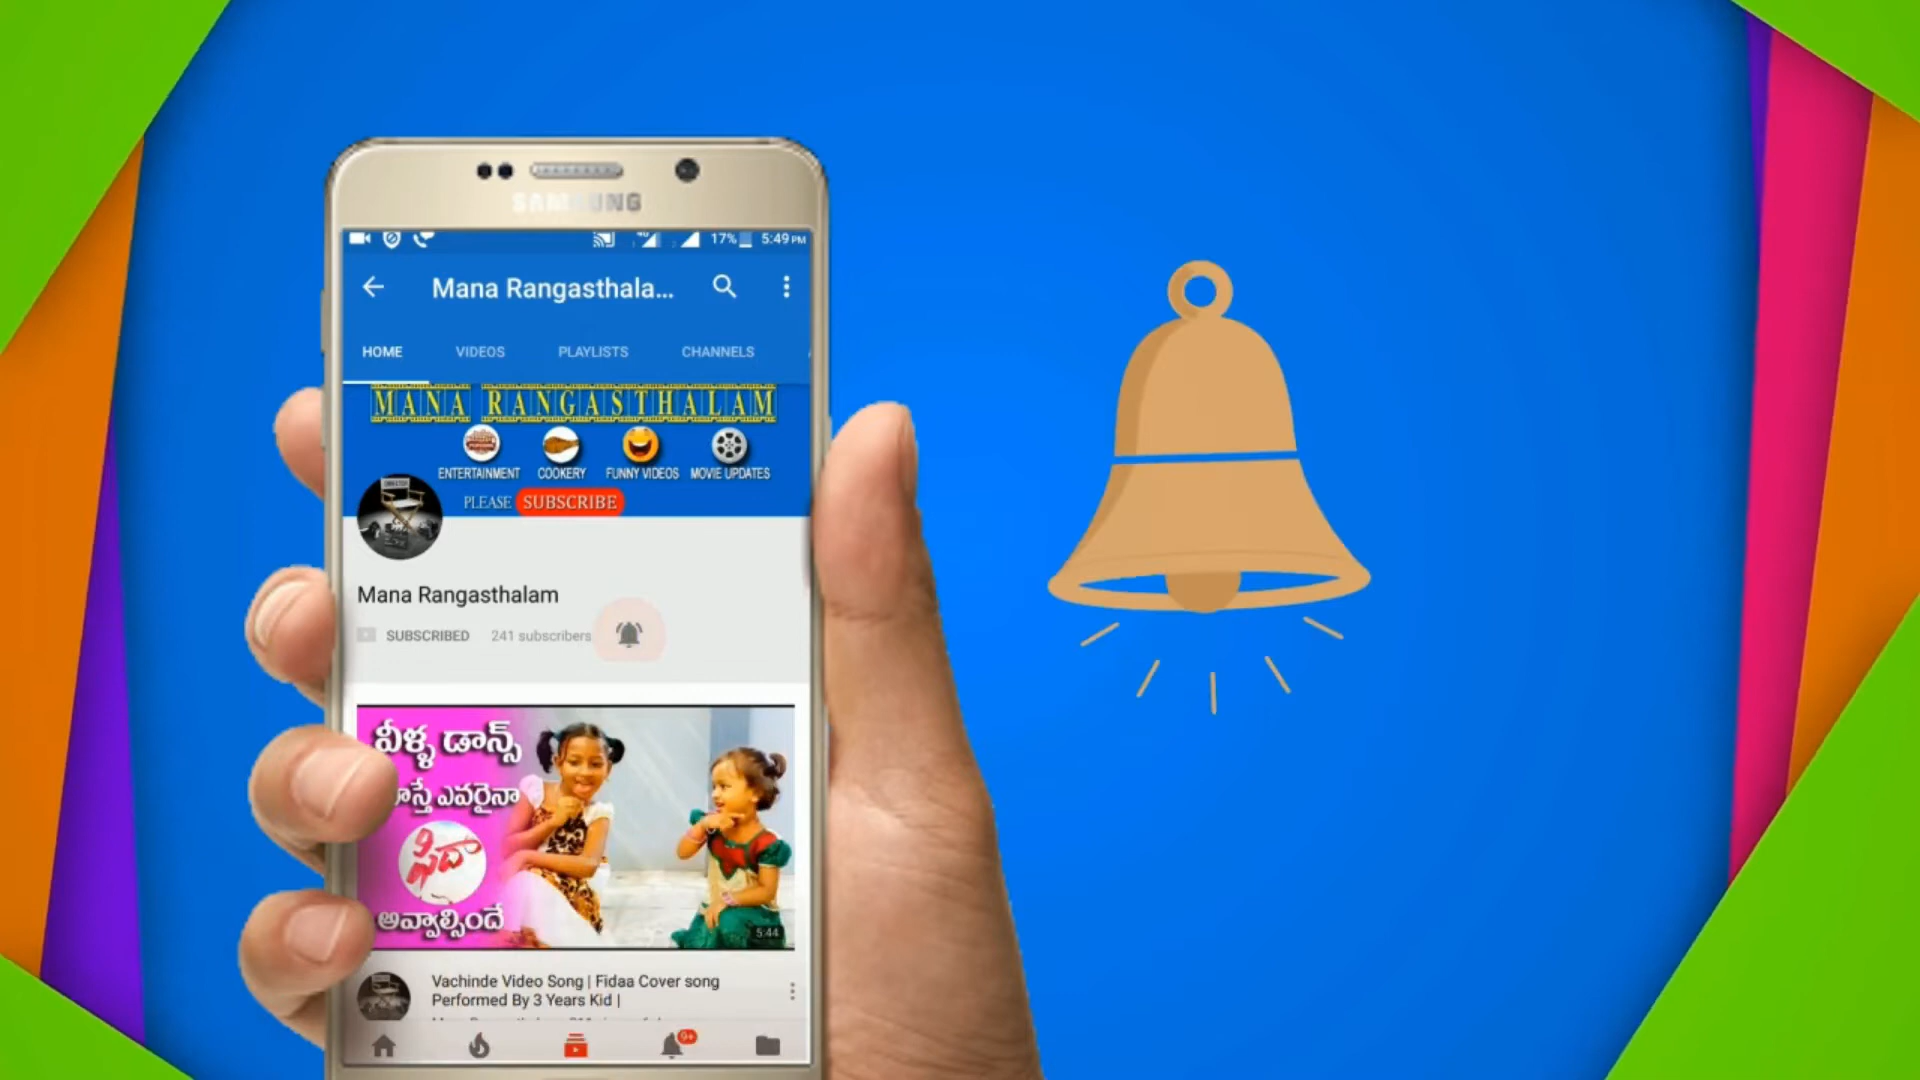 SAMSUNG
17% 5:49 PM
Mana Rangasthala...
HOME VIDEOS PLAYLISTS CHANNELS
MANA RANGASTHALAM
ENTERTAINMENT COOKERY FUNNY VIDEOS MOVIE UPDATES
PLEASE SUBSCRIBE
Mana Rangasthalam
SUBSCRIBED 241 subscribers
వీళ్ళ డాన్స్
ఎవరైనా
ఫిదా
అవ్వాల్సిందే
5:44
Vachinde Video Song | Fidaa Cover song
Performed By 3 Years Kid |
9+